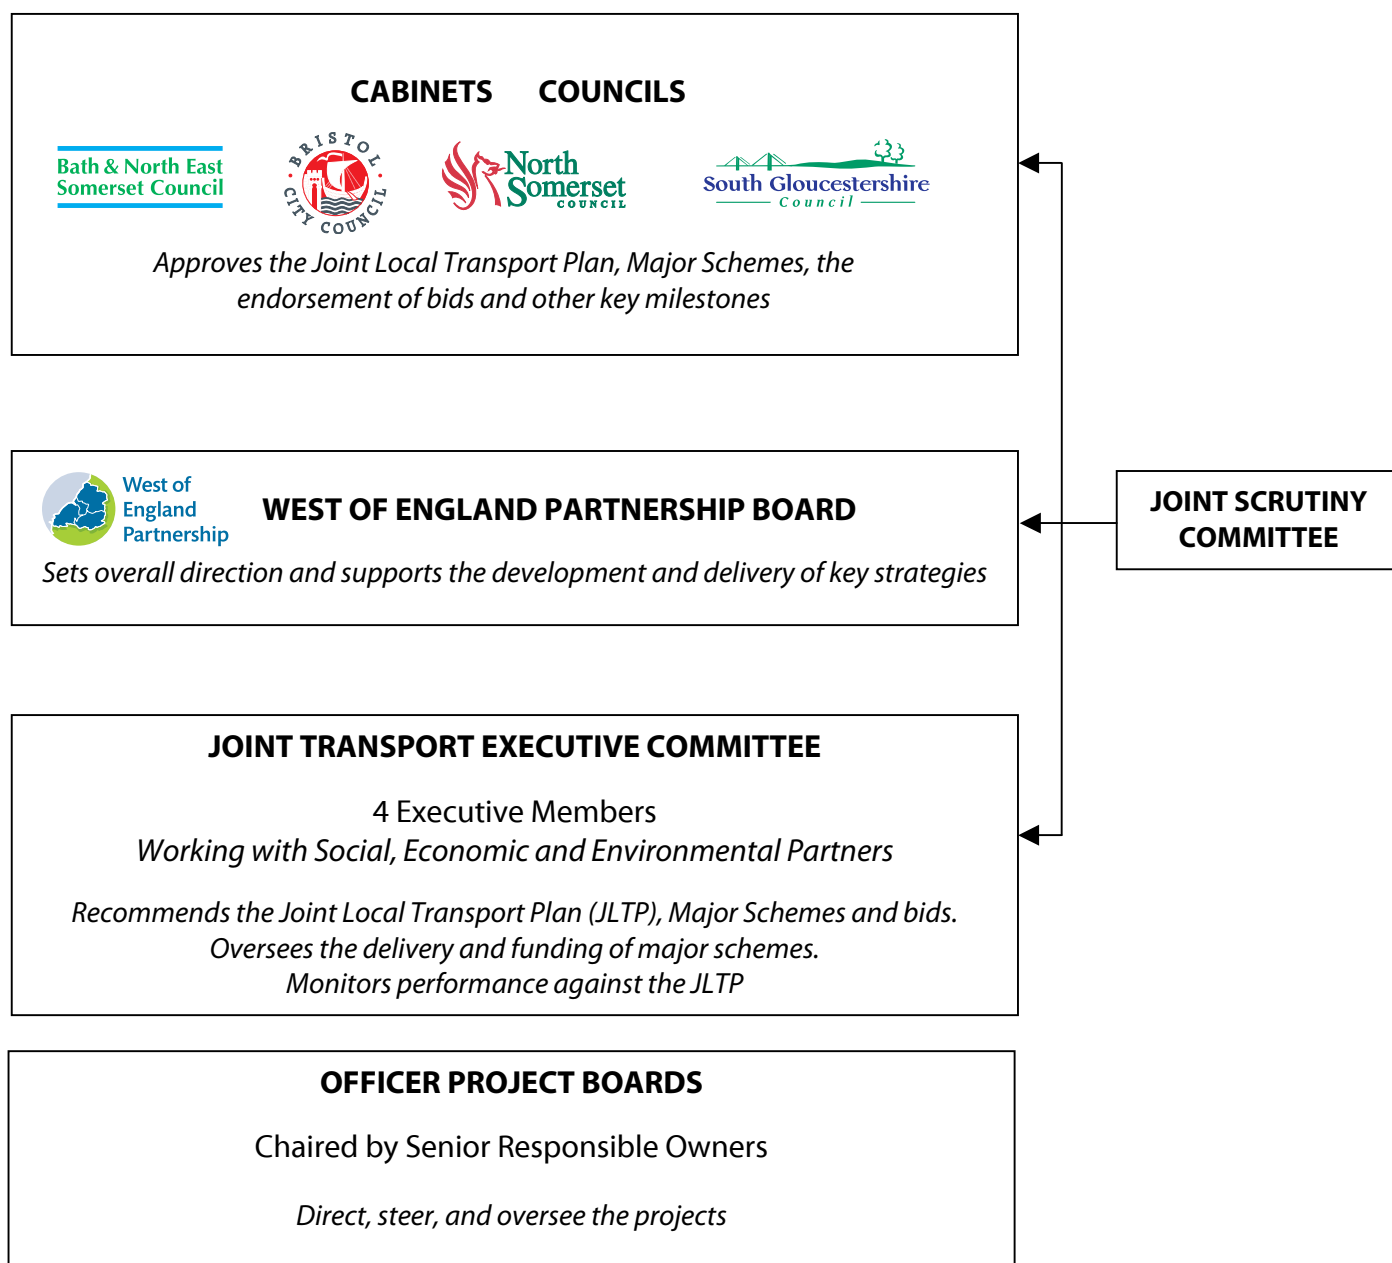 CABINETS COUNCILS
Bath & North East
Somerset Council
BRISTOL
CITY COUNCIL
North
Somerset
COUNCIL
South Gloucestershire
Council
Approves the Joint Local Transport Plan, Major Schemes, the
endorsement of bids and other key milestones
West of
England
Partnership
WEST OF ENGLAND PARTNERSHIP BOARD
Sets overall direction and supports the development and delivery of key strategies
JOINT SCRUTINY
COMMITTEE
JOINT TRANSPORT EXECUTIVE COMMITTEE
4 Executive Members
Working with Social, Economic and Environmental Partners
Recommends the Joint Local Transport Plan (JLTP), Major Schemes and bids.
Oversees the delivery and funding of major schemes.
Monitors performance against the JLTP
OFFICER PROJECT BOARDS
Chaired by Senior Responsible Owners
Direct, steer, and oversee the projects